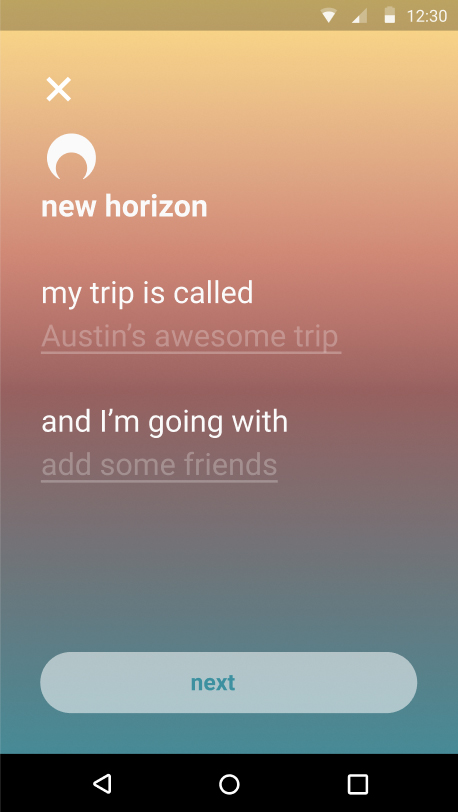 12:30
new horizon
my trip is called
Austin’s awesome trip
and I’m going with
add some friends
next